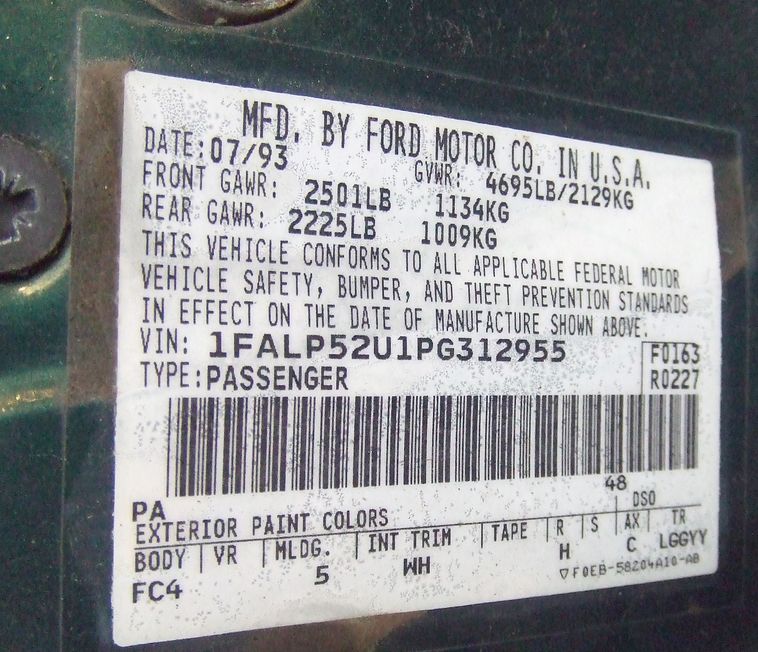 MFD. BY FORD MOTOR CO. IN U.S.A.
DATE: 07/93 GVWR: 4695LB/2129KG
FRONT GAWR: 2501LB 1134KG
REAR GAWR: 2225LB 1009KG
THIS VEHICLE CONFORMS TO ALL APPLICABLE FEDERAL MOTOR
VEHICLE SAFETY, BUMPER, AND THEFT PREVENTION STANDARDS
IN EFFECT ON THE DATE OF MANUFACTURE SHOWN ABOVE.
VIN: 1FALP52U1PG312955 F0163
TYPE: PASSENGER R0227
48
PA DSO
EXTERIOR PAINT COLORS
BODY VR MLDG. INT TRIM TAPE R S AX TR
FC4 5 WH H C LGGYY
F0EB-58204A10-AB